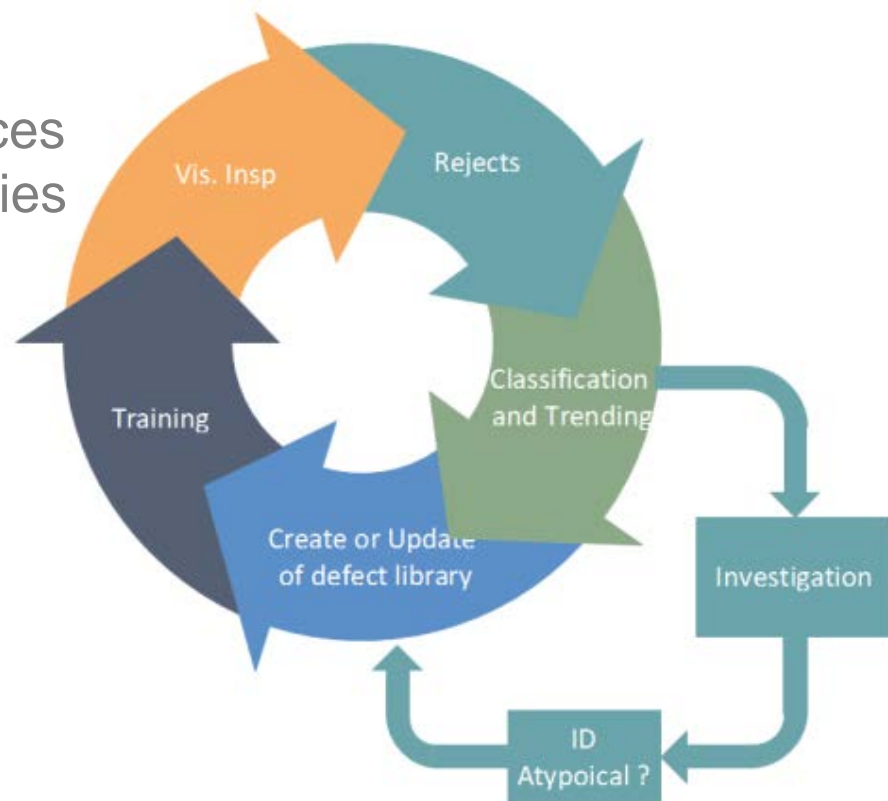 ces
ies
Vis. Insp
Rejects
Classification
and Trending
Training
Create or Update
of defect library
Investigation
ID
Atypoical ?